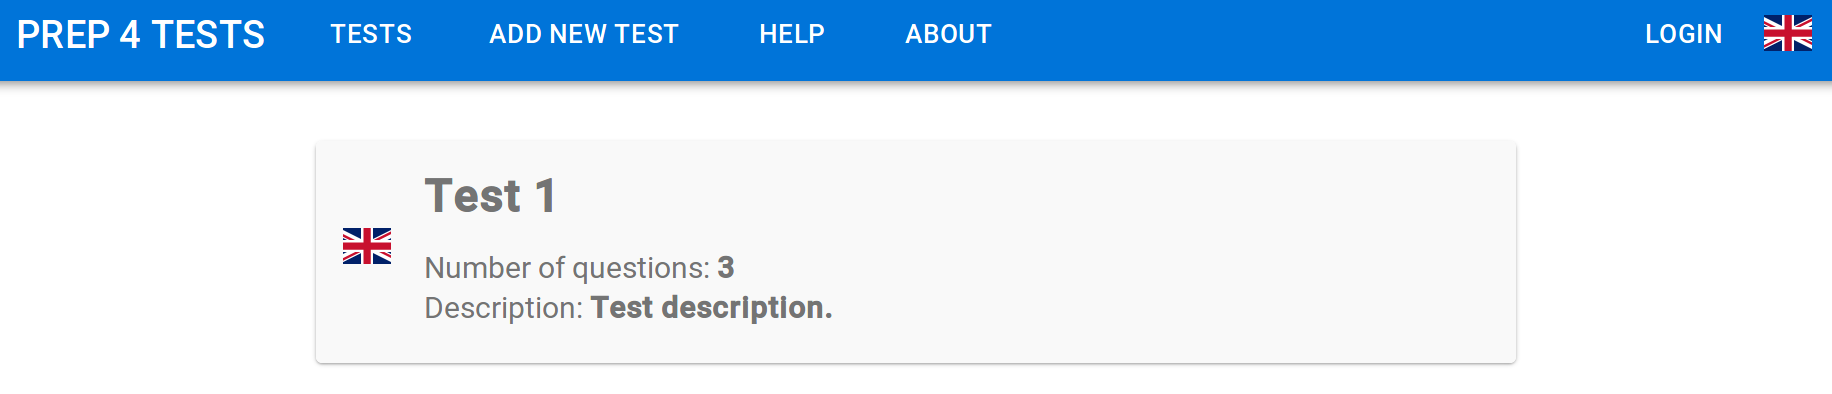 PREP 4 TESTS TESTS ADD NEW TEST HELP ABOUT LOGIN
Test 1
Number of questions: 3
Description: Test description.